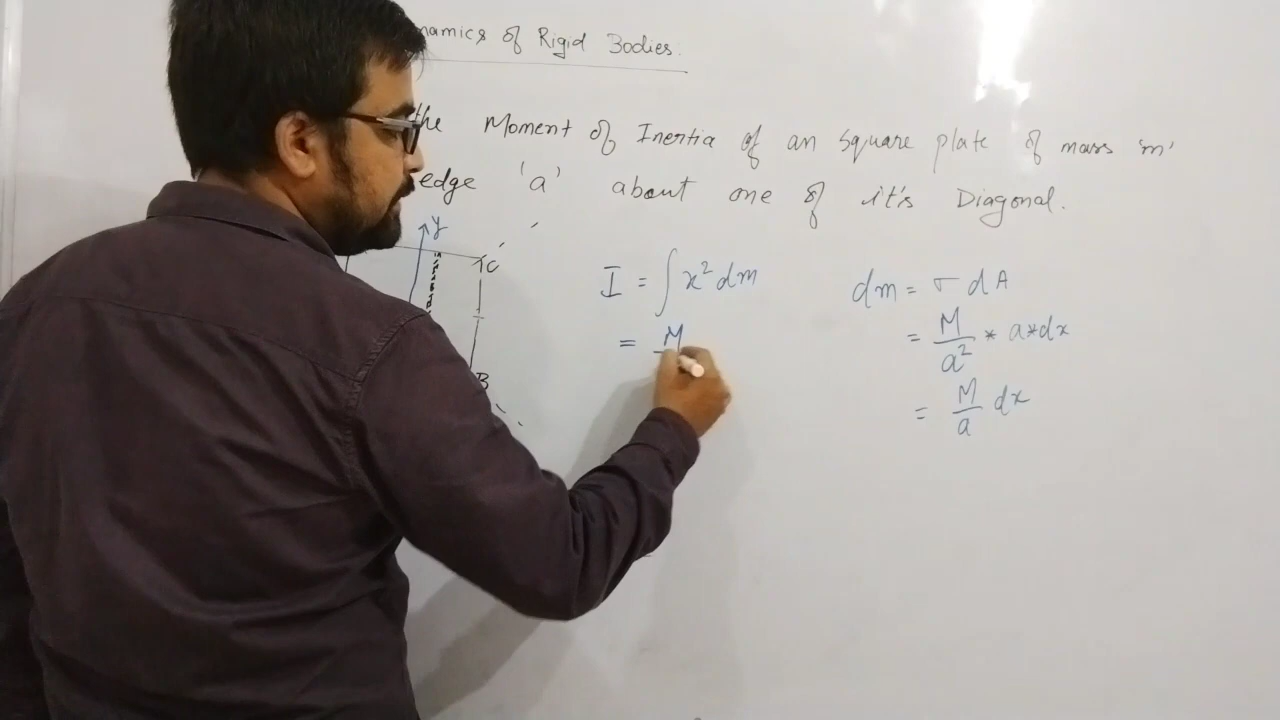 namics of Rigid Bodies.
the Moment of Inertia of an square plate of mass 'm'
edge 'a' about one of it's Diagonal.
y
C
B
I = ∫ x² dm
= M
dm = σ dA
= M/a² * a*dx
= M/a dx